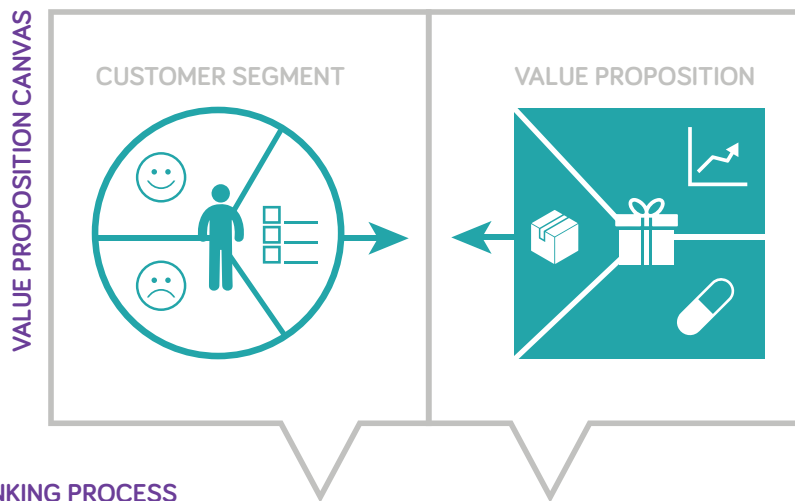 VALUE PROPOSITION CANVAS
CUSTOMER SEGMENT
VALUE PROPOSITION
NKING PROCESS